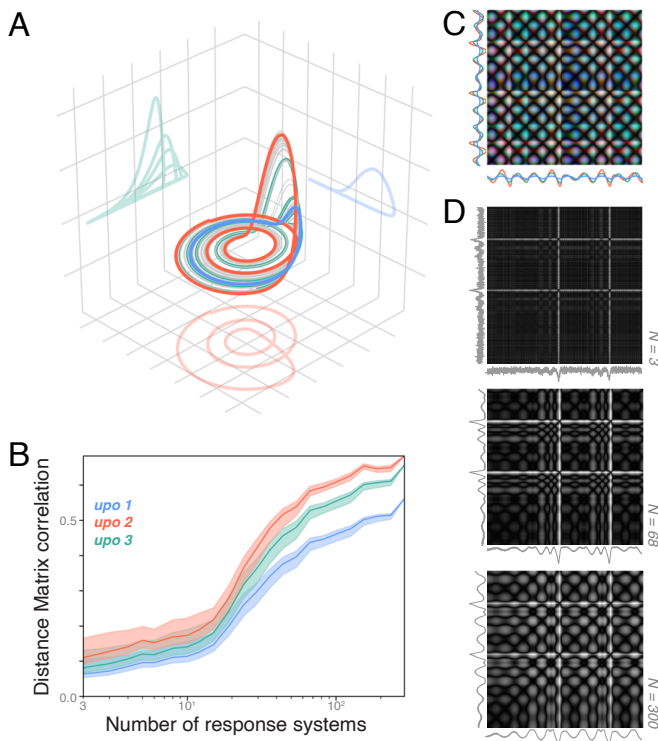 A
B
Distance Matrix correlation
0.5
0.0
upo 1
upo 2
upo 3
3
10¹
10²
Number of response systems
C
D
N = 3
N = 68
N = 300